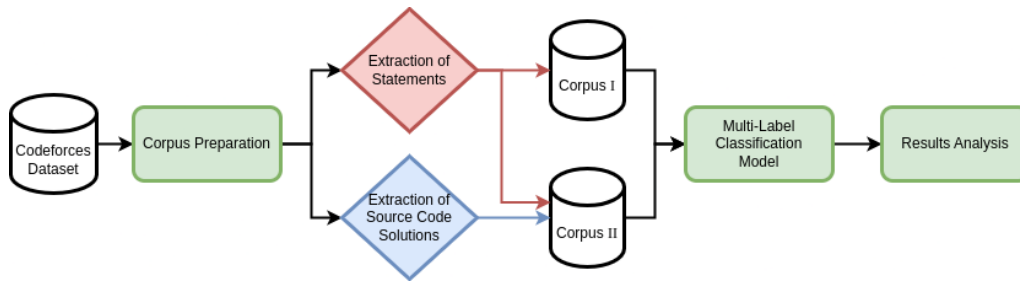 Codeforces
Dataset
Corpus Preparation
Extraction of
Statements
Extraction of
Source Code
Solutions
Corpus I
Corpus II
Multi-Label
Classification
Model
Results Analysis